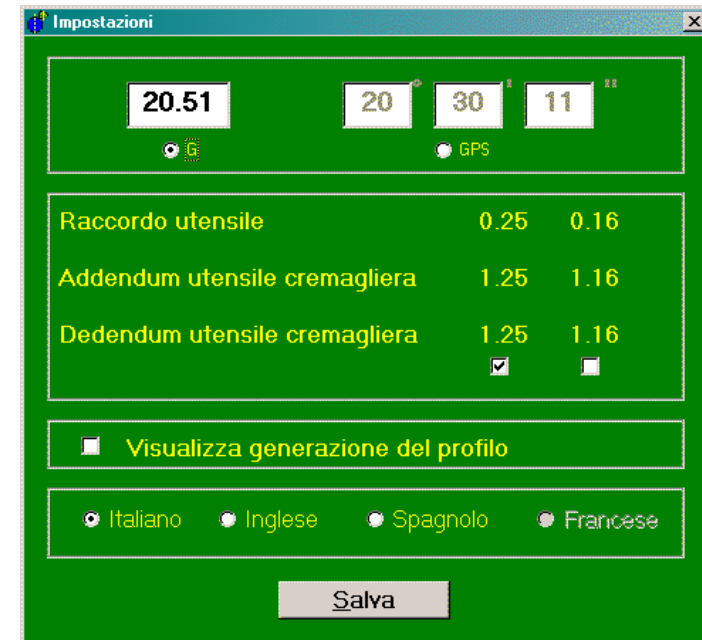 Impostazioni
20.51 20 ° 30 ' 11 "
G GPS
Raccordo utensile 0.25 0.16
Addendum utensile cremagliera 1.25 1.16
Dedendum utensile cremagliera 1.25 1.16
Visualizza generazione del profilo
Italiano Inglese Spagnolo Francese
Salva